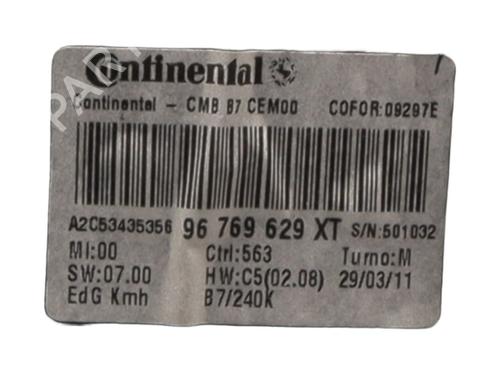 Continental
Continental - CMB B7 CEM00 COFOR:09297E
A2C53435356 96 769 629 XT S/N:501032
MI:00 Ctrl:563 Turno:M
SW:07.00 HW:C5(02.08) 29/03/11
EdG Kmh B7/240K